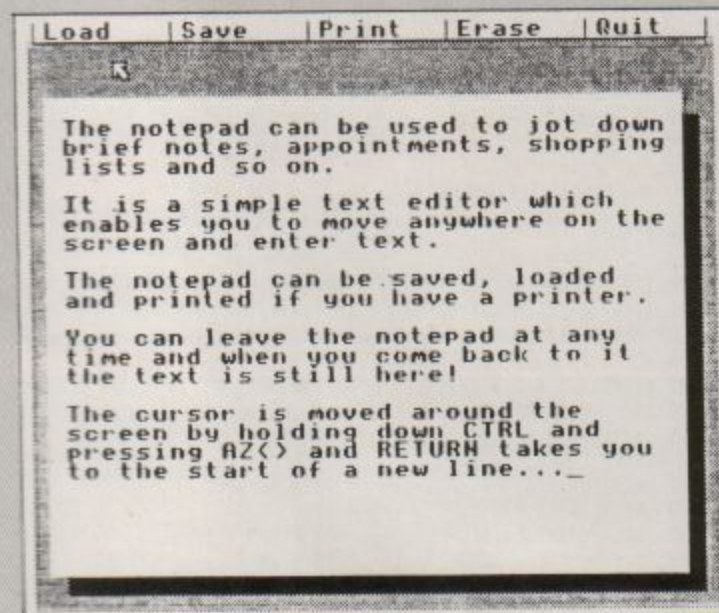 |Load |Save |Print |Erase |Quit |
The notepad can be used to jot down
brief notes, appointments, shopping
lists and so on.
It is a simple text editor which
enables you to move anywhere on the
screen and enter text.
The notepad can be saved, loaded
and printed if you have a printer.
You can leave the notepad at any
time and when you come back to it
the text is still here!
The cursor is moved around the
screen by holding down CTRL and
pressing AZ<> and RETURN takes you
to the start of a new line..._